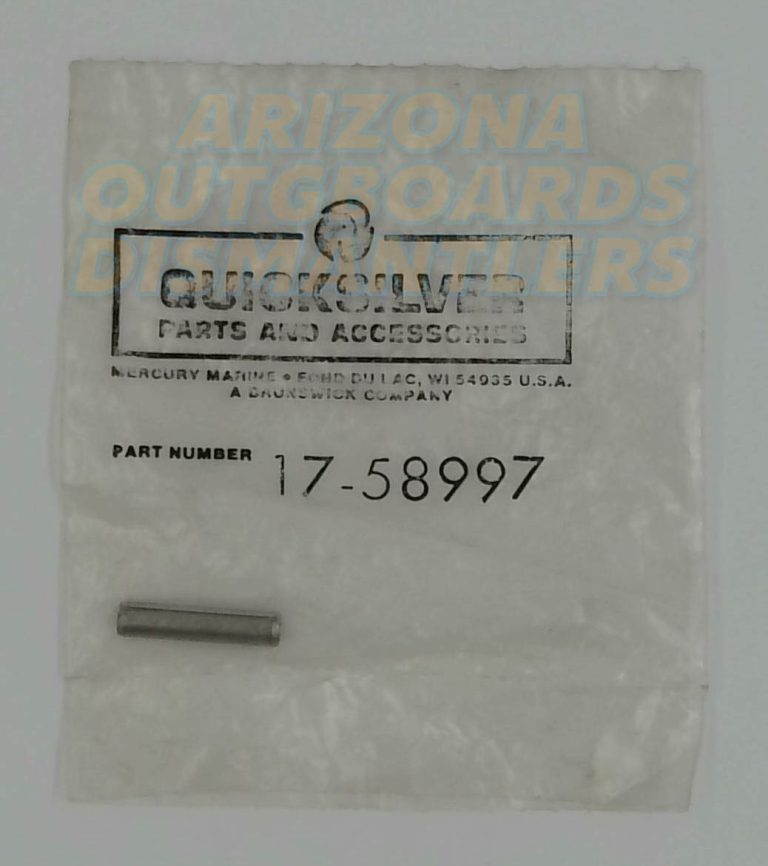 ARIZONA
OUTGBOARDS
DISMANTLERS
QUICKSILVER
PARTS AND ACCESSORIES
MERCURY MARINE • FOND DU LAC, WI 54935 U.S.A.
A BRUNSWICK COMPANY
PART NUMBER 17-58997